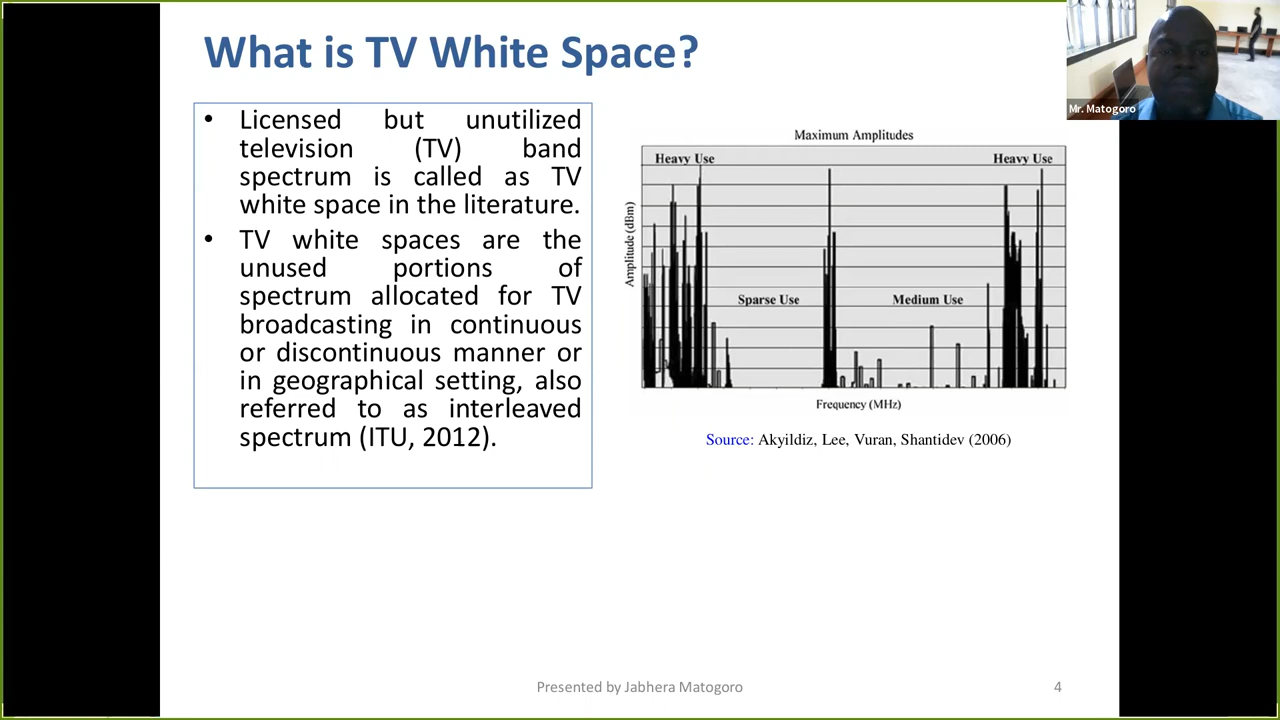 What is TV White Space?
• Licensed but unutilized
television (TV) band
spectrum is called as TV
white space in the literature.
• TV white spaces are the
unused portions of
spectrum allocated for TV
broadcasting in continuous
or discontinuous manner or
in geographical setting, also
referred to as interleaved
spectrum (ITU, 2012).
Maximum Amplitudes
Heavy Use
Heavy Use
Amplitude (dBm)
Sparse Use
Medium Use
Frequency (MHz)
Source: Akyildiz, Lee, Vuran, Shantidev (2006)
Mr. Matogoro
Presented by Jabhera Matogoro
4